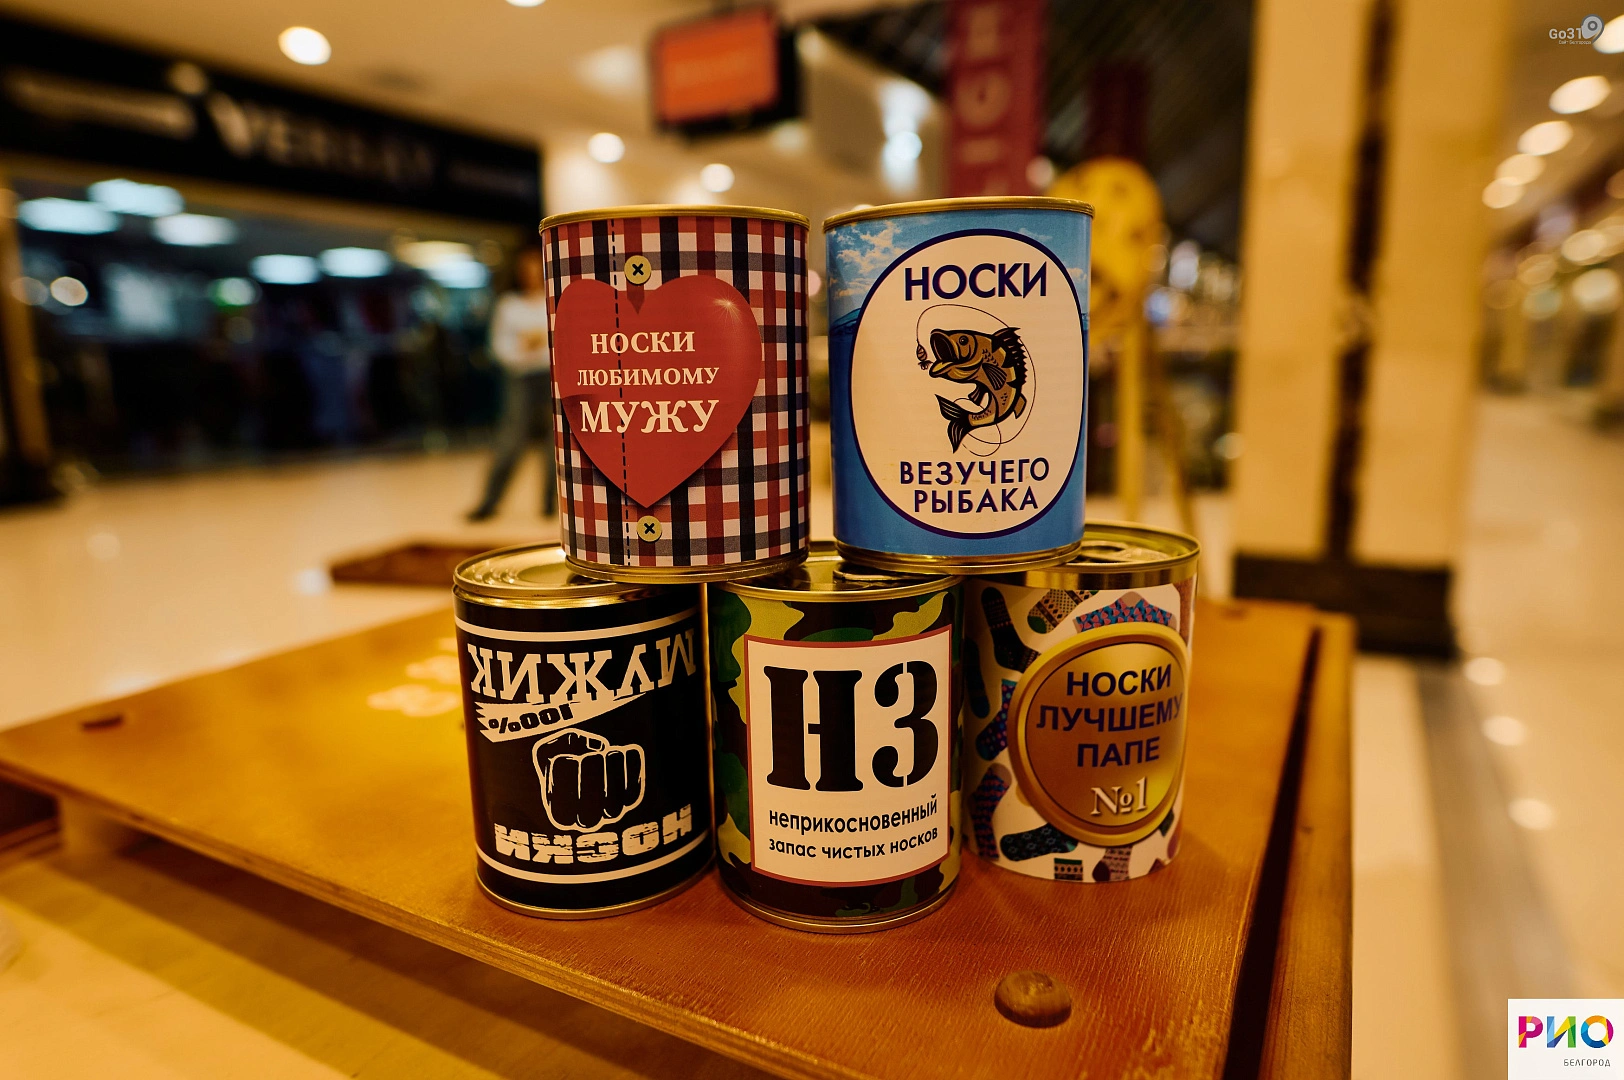 Go31
НОСКИ
ЛЮБИМОМУ
МУЖУ
НОСКИ
ВЕЗУЧЕГО
РЫБАКА
МУЖИК
100%
НОСКИ
НЗ
неприкосновенный
запас чистых носков
НОСКИ
ЛУЧШЕМУ
ПАПЕ
№1
РИО
БЕЛГОРОД